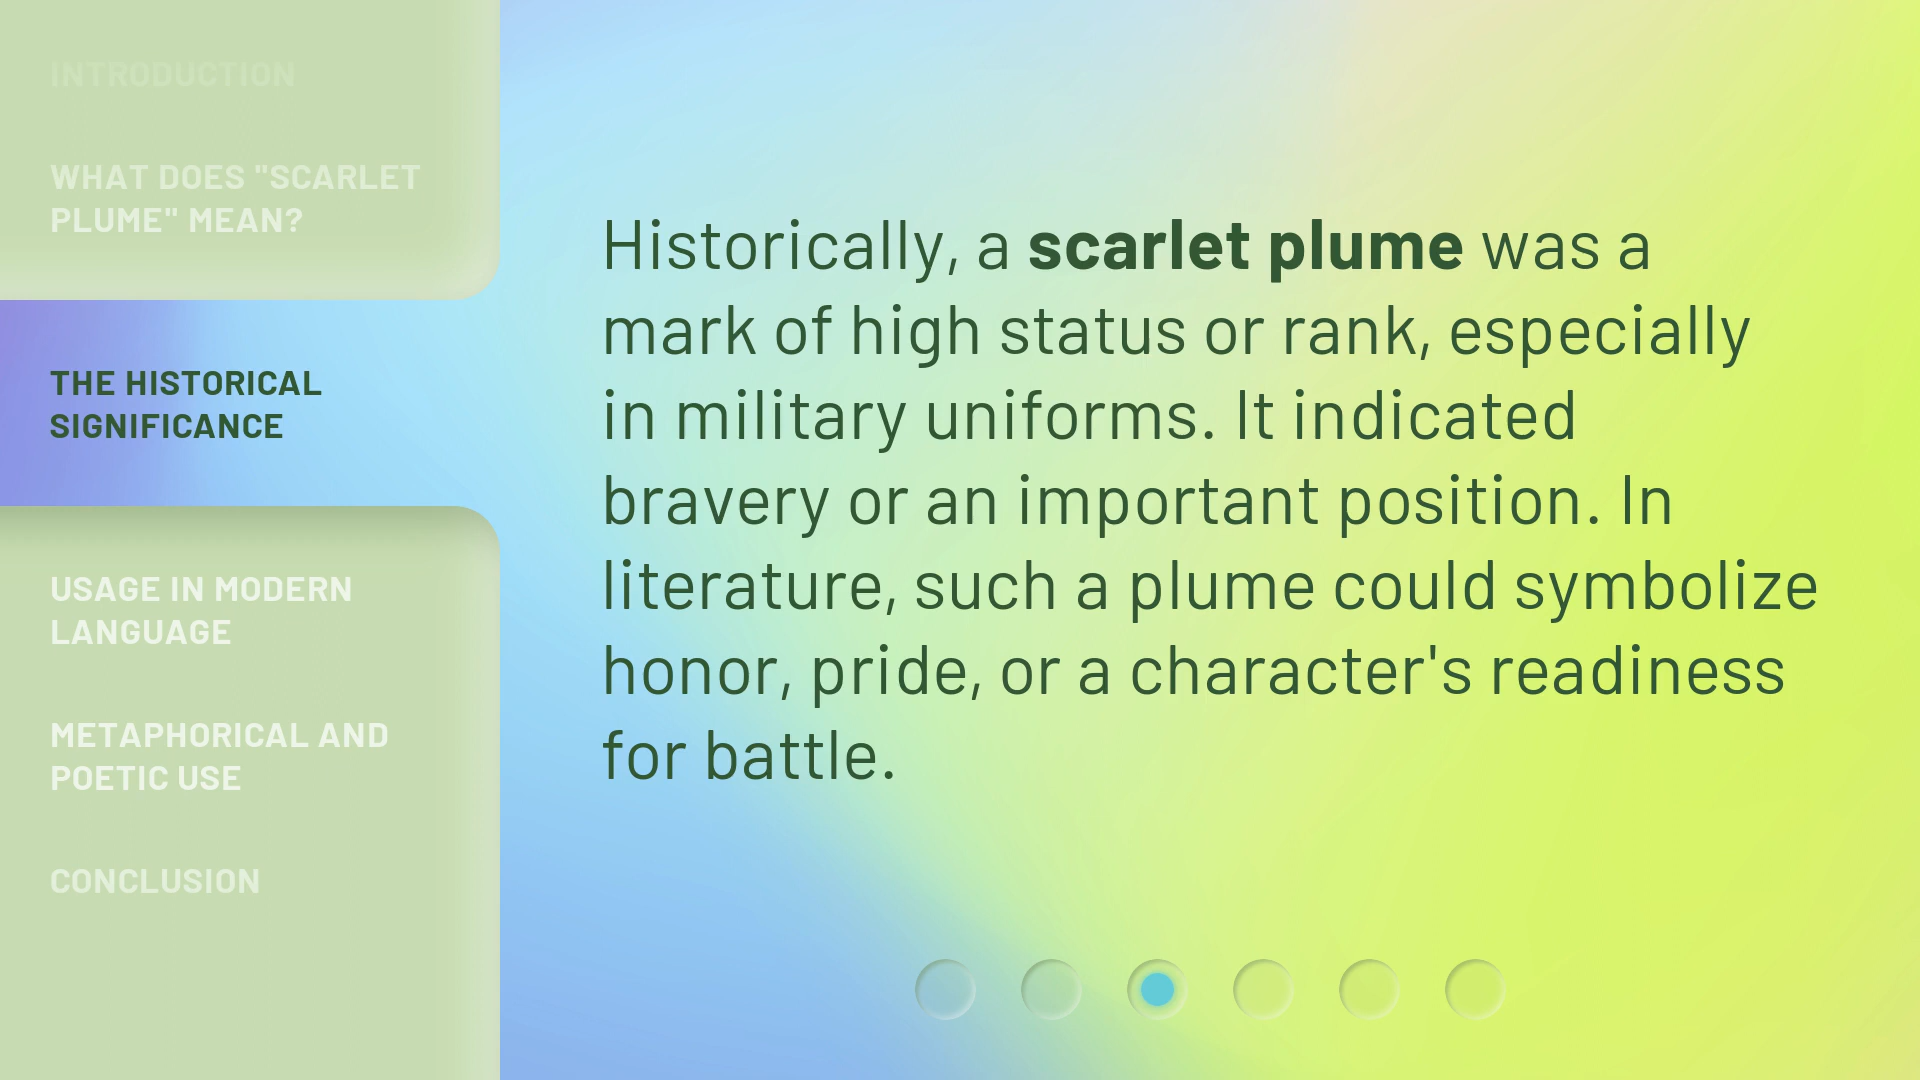 INTRODUCTION
WHAT DOES "SCARLET
PLUME" MEAN?
THE HISTORICAL
SIGNIFICANCE
USAGE IN MODERN
LANGUAGE
METAPHORICAL AND
POETIC USE
CONCLUSION
Historically, a scarlet plume was a
mark of high status or rank, especially
in military uniforms. It indicated
bravery or an important position. In
literature, such a plume could symbolize
honor, pride, or a character's readiness
for battle.